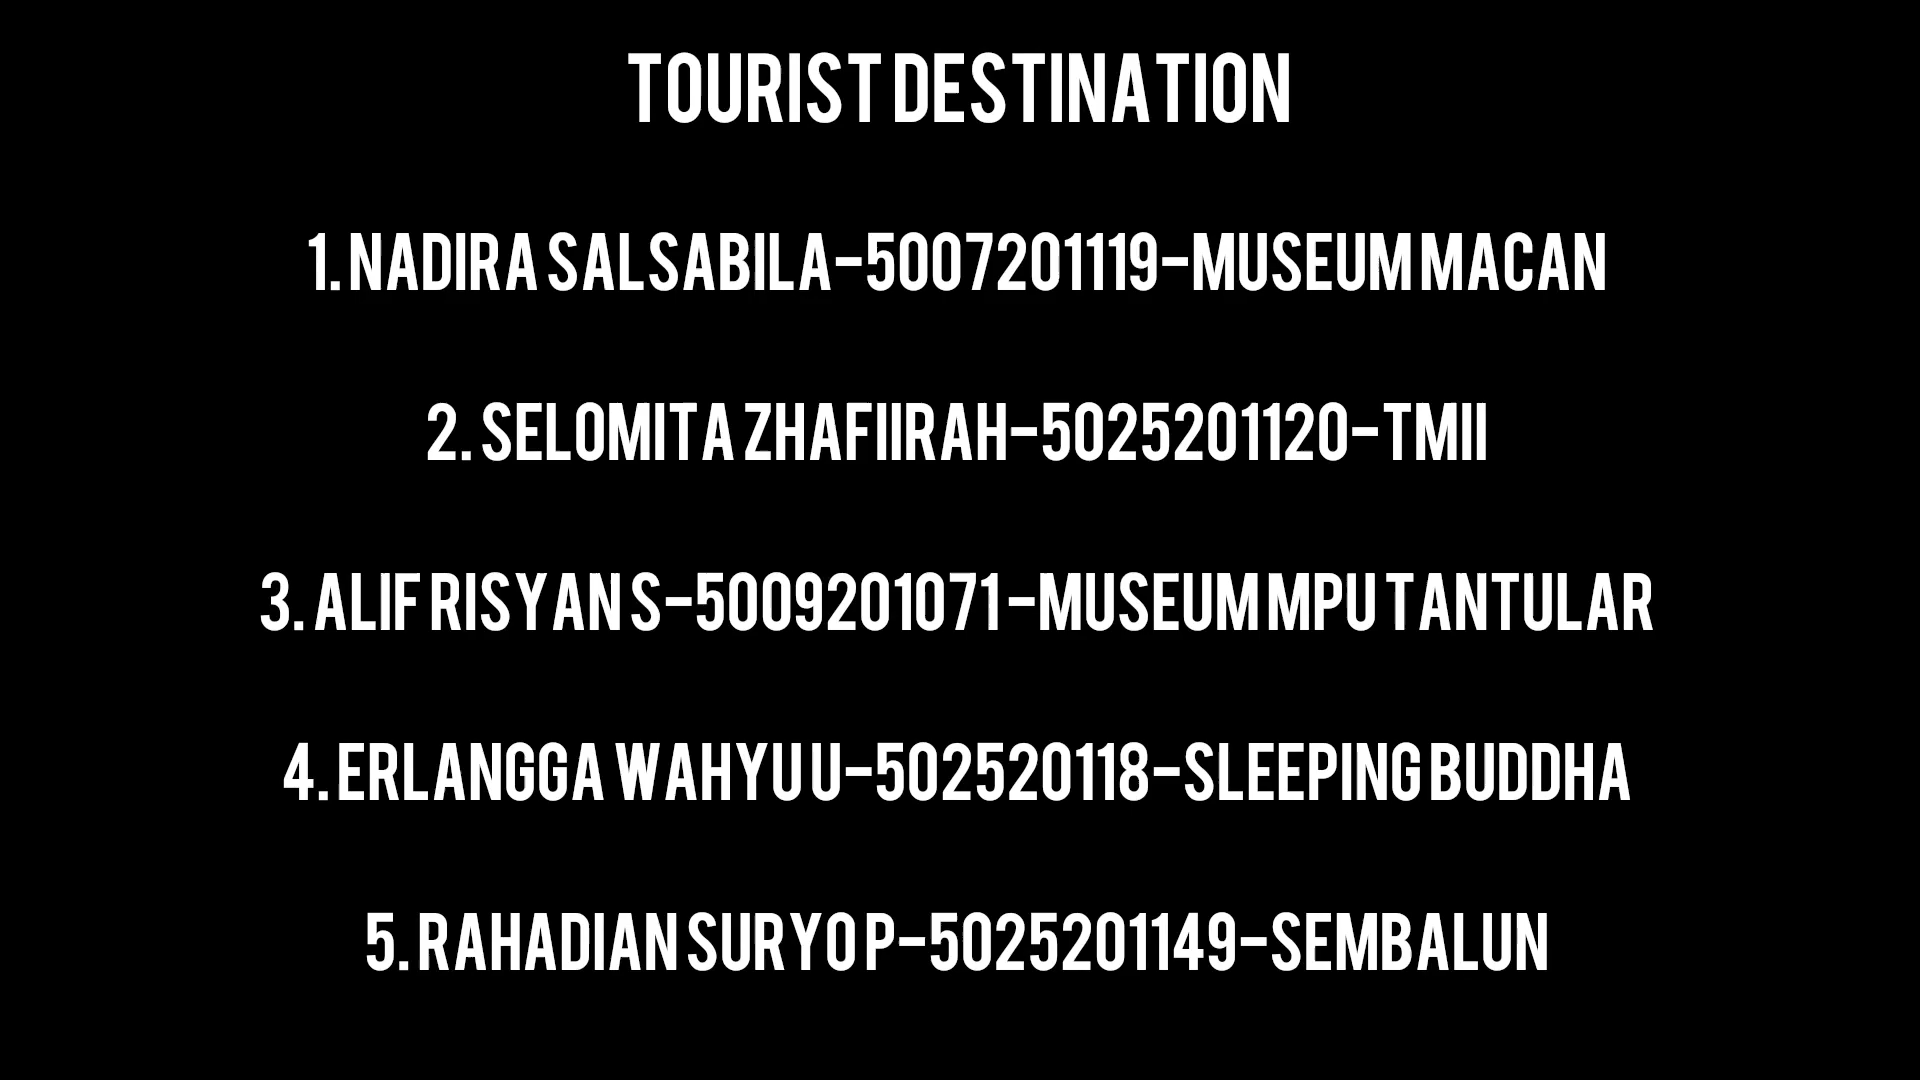 TOURIST DESTINATION
1. NADIRA SALSABILA-5007201119-MUSEUM MACAN
2. SELOMITA ZHAFIIRAH-5025201120-TMII
3. ALIF RISYAN S-5009201071-MUSEUM MPU TANTULAR
4. ERLANGGA WAHYU U-502520118-SLEEPING BUDDHA
5. RAHADIAN SURYO P-5025201149-SEMBALUN